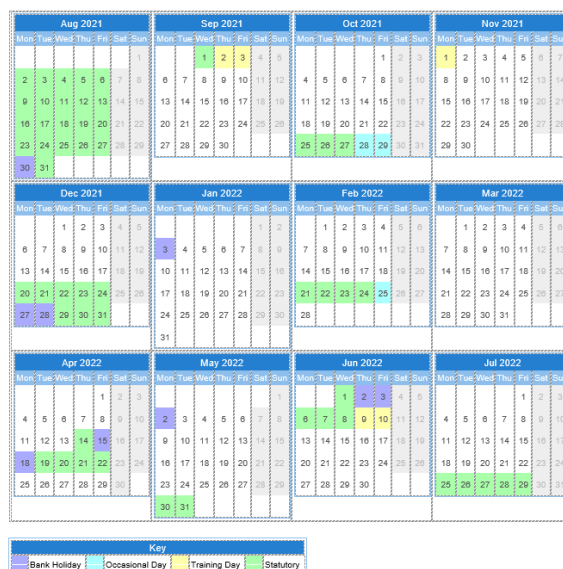 Aug 2021 Sep 2021 Oct 2021 Nov 2021
Mon Tue Wed Thu Fri Sat Sun Mon Tue Wed Thu Fri Sat Sun Mon Tue Wed Thu Fri Sat Sun Mon Tue Wed Thu Fri Sat Su
1 1 2 3 4 5 1 2 3 1 2 3 4 5 6 7
2 3 4 5 6 7 8 6 7 8 9 10 11 12 4 5 6 7 8 9 10 8 9 10 11 12 13 14
9 10 11 12 13 14 15 13 14 15 16 17 18 19 11 12 13 14 15 16 17 15 16 17 18 19 20 21
16 17 18 19 20 21 22 20 21 22 23 24 25 26 18 19 20 21 22 23 24 22 23 24 25 26 27 28
23 24 25 26 27 28 29 27 28 29 30 25 26 27 28 29 30 31 29 30
30 31
Dec 2021 Jan 2022 Feb 2022 Mar 2022
Mon Tue Wed Thu Fri Sat Sun Mon Tue Wed Thu Fri Sat Sun Mon Tue Wed Thu Fri Sat Sun Mon Tue Wed Thu Fri Sat Su
1 2 3 4 5 1 2 1 2 3 4 5 6 1 2 3 4 5 6
6 7 8 9 10 11 12 3 4 5 6 7 8 9 7 8 9 10 11 12 13 7 8 9 10 11 12 13
13 14 15 16 17 18 19 10 11 12 13 14 15 16 14 15 16 17 18 19 20 14 15 16 17 18 19 20
20 21 22 23 24 25 26 17 18 19 20 21 22 23 21 22 23 24 25 26 27 21 22 23 24 25 26 27
27 28 29 30 31 24 25 26 27 28 29 30 28 28 29 30 31
31
Apr 2022 May 2022 Jun 2022 Jul 2022
Mon Tue Wed Thu Fri Sat Sun Mon Tue Wed Thu Fri Sat Sun Mon Tue Wed Thu Fri Sat Sun Mon Tue Wed Thu Fri Sat Su
1 2 3 1 1 2 3 4 5 1 2 3
4 5 6 7 8 9 10 2 3 4 5 6 7 8 6 7 8 9 10 11 12 4 5 6 7 8 9 10
11 12 13 14 15 16 17 9 10 11 12 13 14 15 13 14 15 16 17 18 19 11 12 13 14 15 16 17
18 19 20 21 22 23 24 16 17 18 19 20 21 22 20 21 22 23 24 25 26 18 19 20 21 22 23 24
25 26 27 28 29 30 23 24 25 26 27 28 29 27 28 29 30 25 26 27 28 29 30 31
30 31
Key
Bank Holiday Occasional Day Training Day Statutory